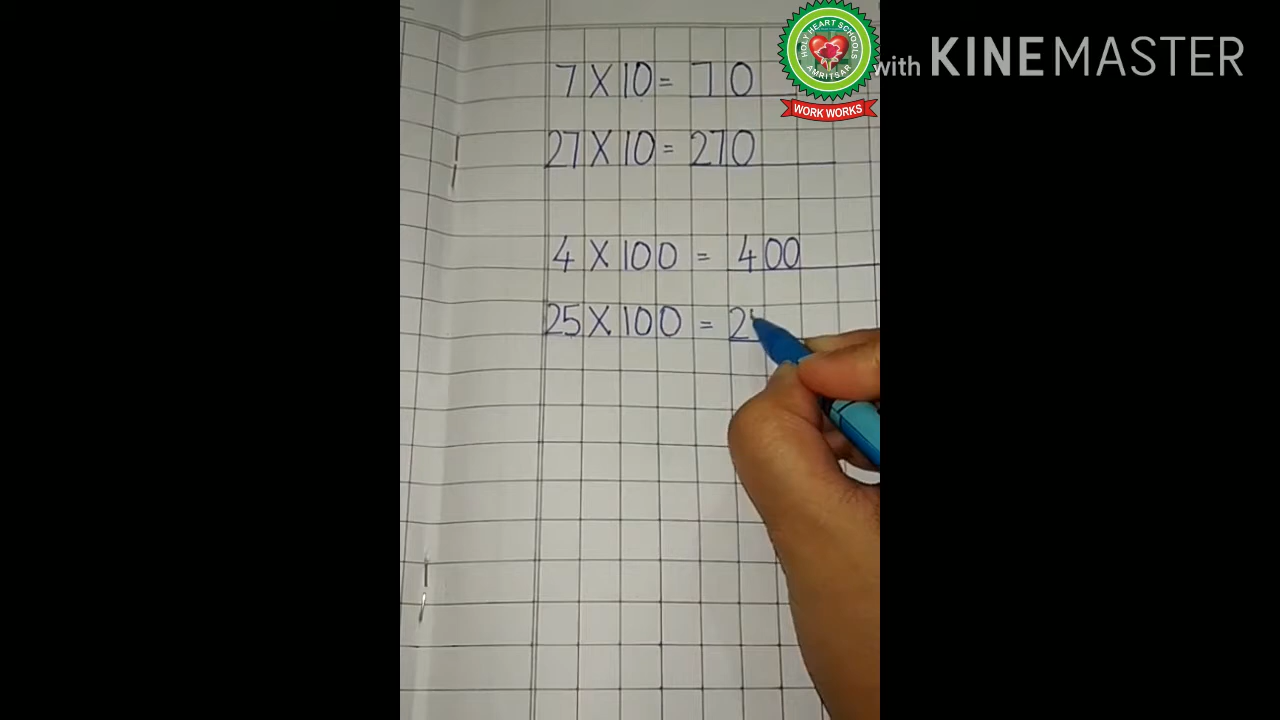 with KINEMASTER
HOLY HEART SCHOOLS
AMRITSAR
WORK WORKS
7 X 10 = 70
27 X 10 = 270
4 X 100 = 400
25 X 100 = 2